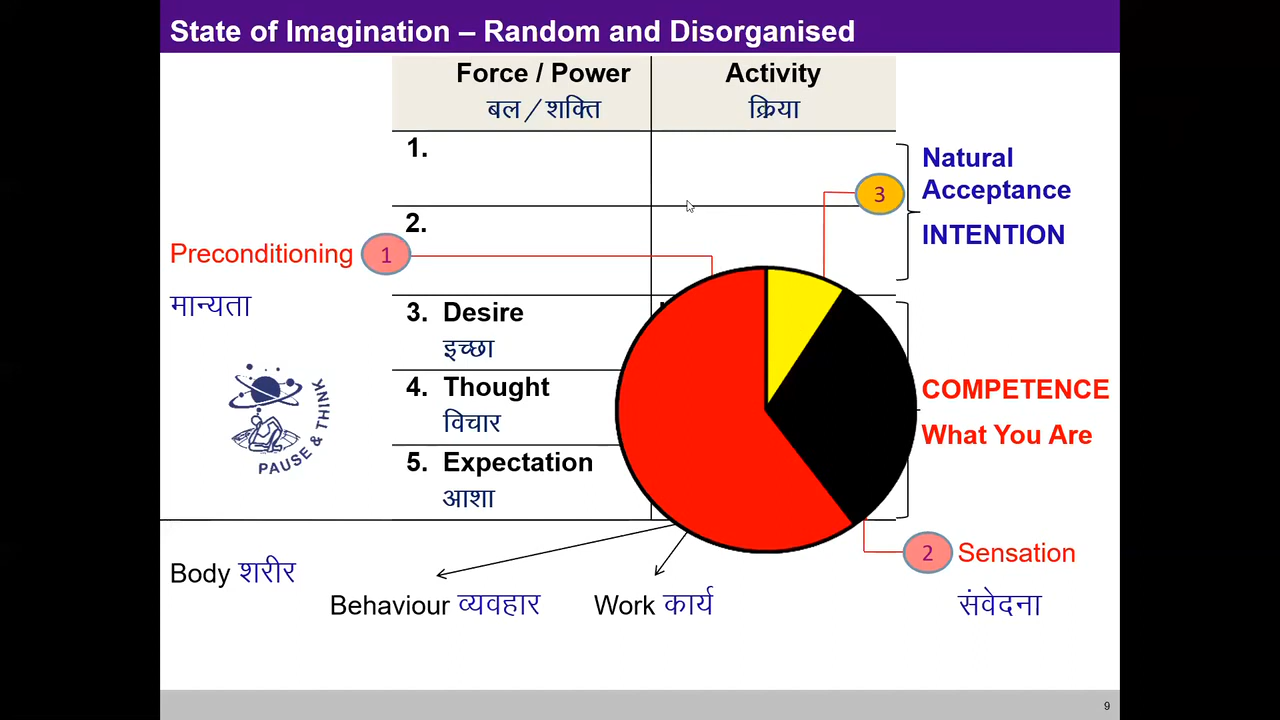 State of Imagination – Random and Disorganised
Force / Power
बल / शक्ति
Activity
क्रिया
1.
2.
3. Desire
इच्छा
4. Thought
विचार
5. Expectation
आशा
Preconditioning 1
मान्यता
3
Natural
Acceptance
INTENTION
COMPETENCE
What You Are
PAUSE & THINK
2 Sensation
संवेदना
Body शरीर
Behaviour व्यवहार
Work कार्य
9